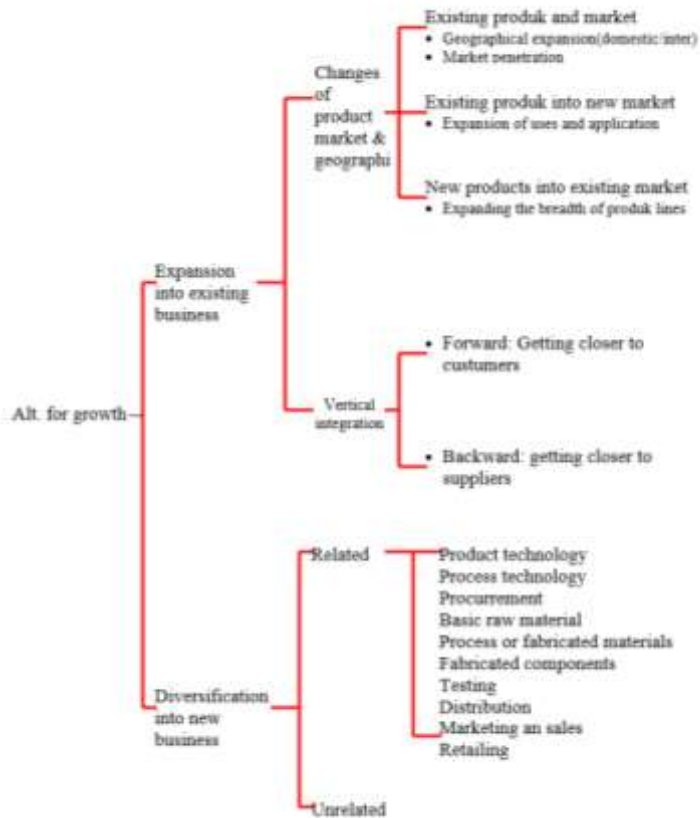 Alt. for growth
Expansion
into existing
business
Changes
of
product
market &
geographi
Existing produk and market
• Geographical expansion(domestic/inter)
• Market penetration
Existing produk into new market
• Expansion of uses and application
New products into existing market
• Expanding the breadth of produk lines
Vertical
integration
• Forward: Getting closer to
custumers
• Backward: getting closer to
suppliers
Diversification
into new
business
Related
Product technology
Process technology
Procurrement
Basic raw material
Process or fabricated materials
Fabricated components
Testing
Distribution
Marketing an sales
Retailing
Unrelated